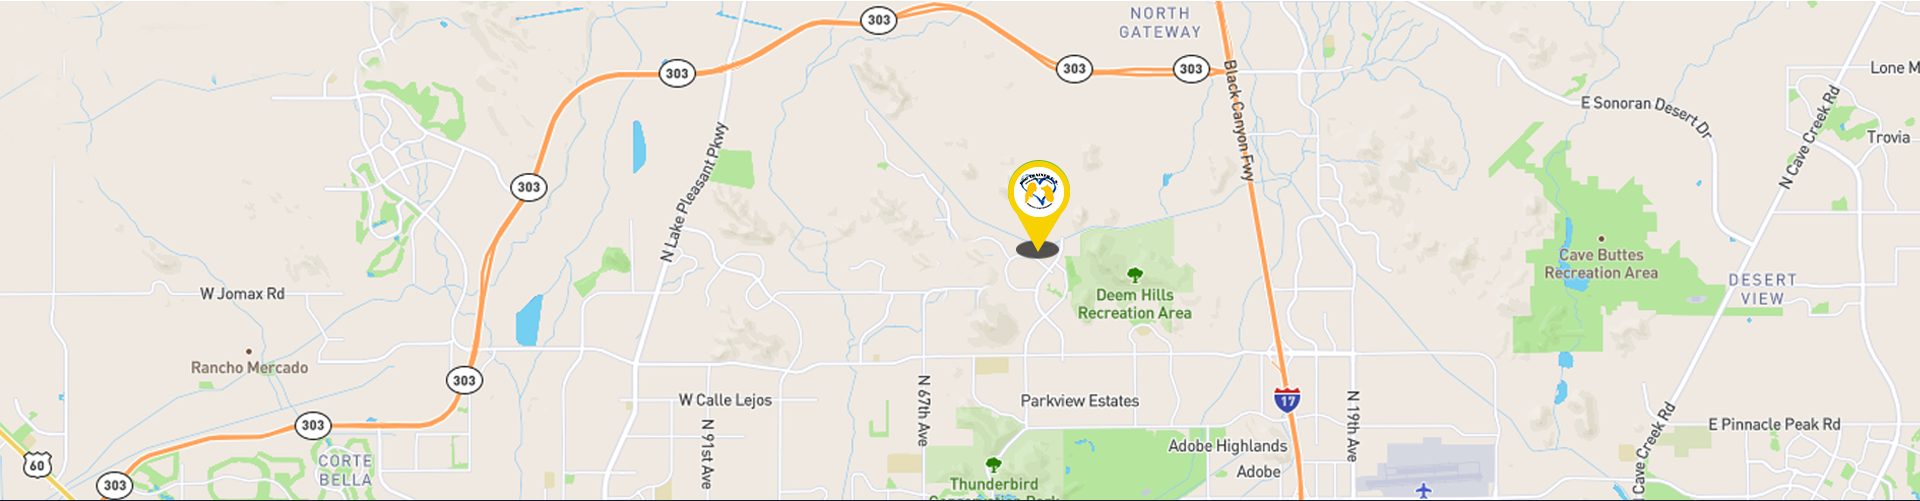 NORTH
GATEWAY
303
303
303
303
Lone M
Black Canyon Fwy
E Sonoran Desert Dr
N Cave Creek Rd
Trovia
N Lake Pleasant Pkwy
303
Cave Buttes
Recreation Area
DESERT
VIEW
W Jomax Rd
Deem Hills
Recreation Area
Rancho Mercado
303
W Calle Lejos
Parkview Estates
17
N 67th Ave
N 19th Ave
303
E Pinnacle Peak Rd
N 91st Ave
Adobe Highlands
Adobe
Cave Creek Rd
60
CORTE
BELLA
303
Thunderbird
Conservation Park